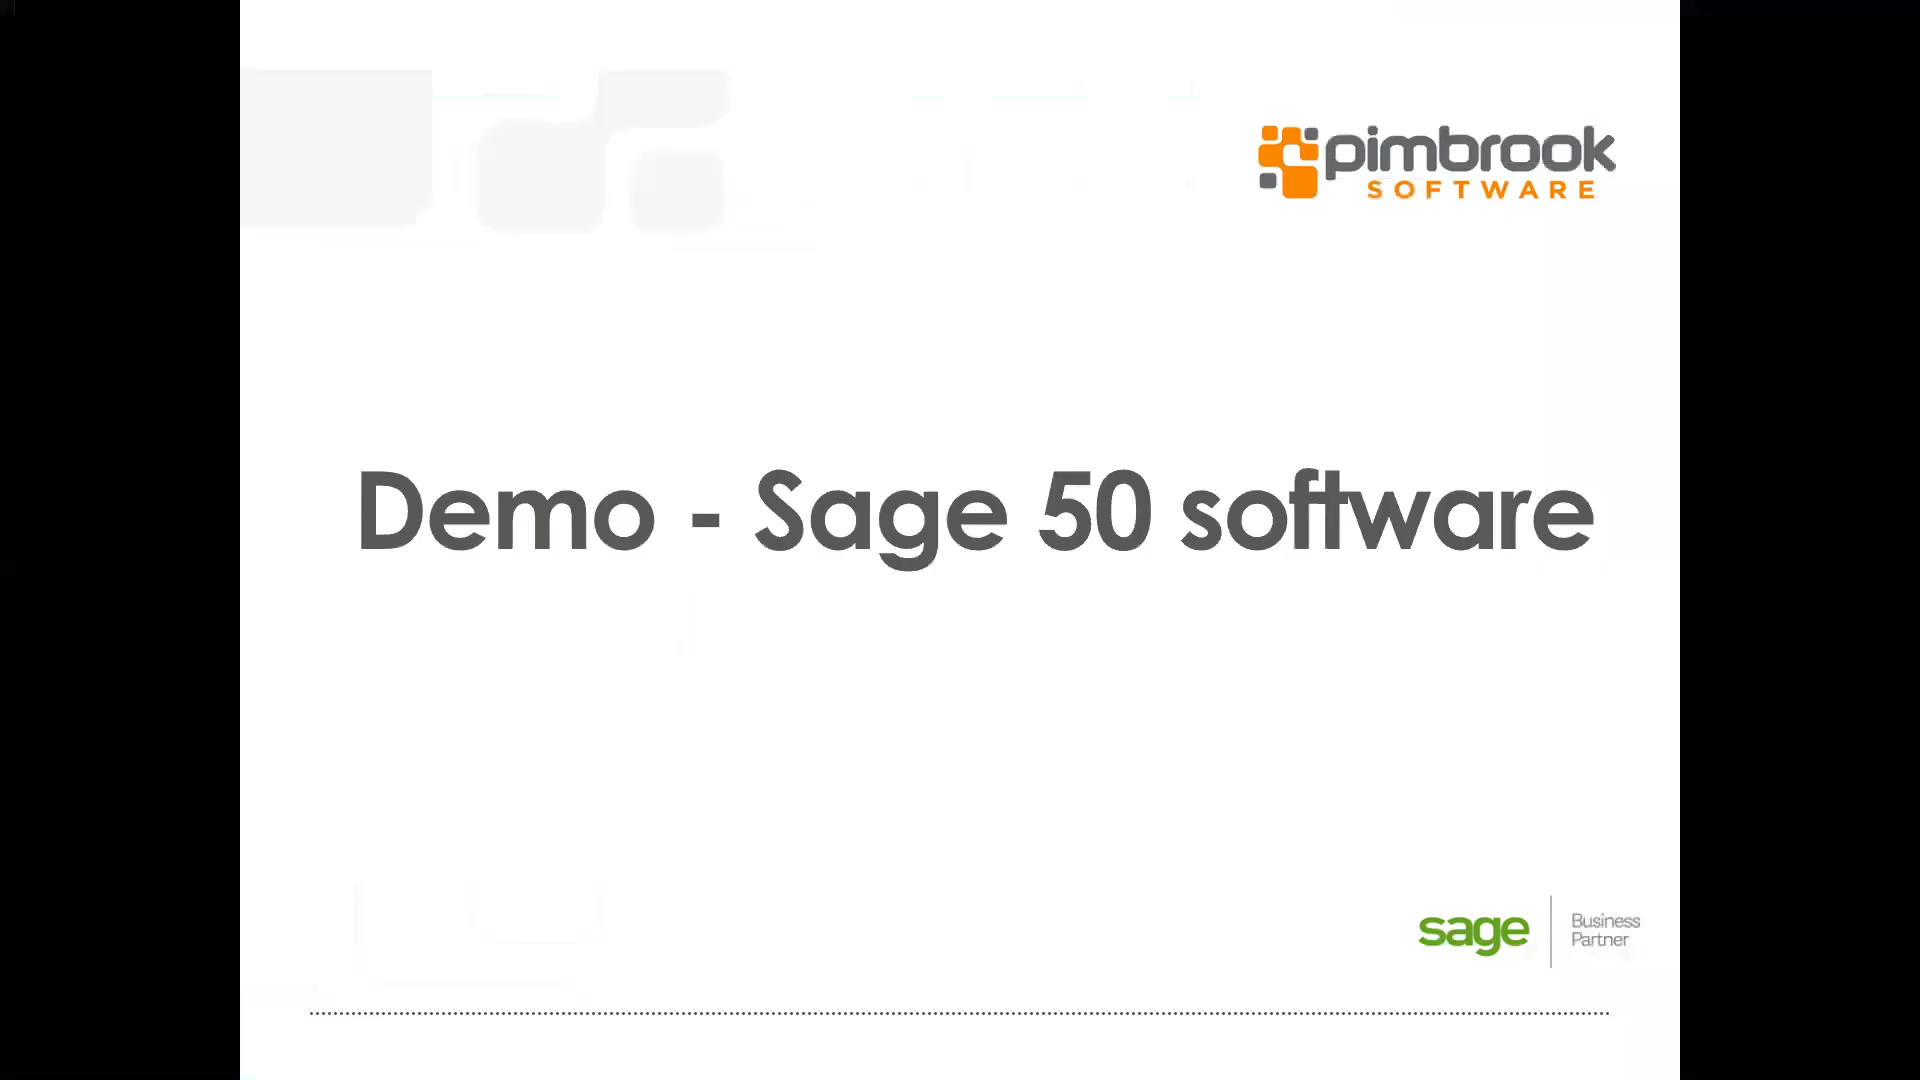 pimbrook
SOFTWARE
Demo - Sage 50 software
sage
Business
Partner